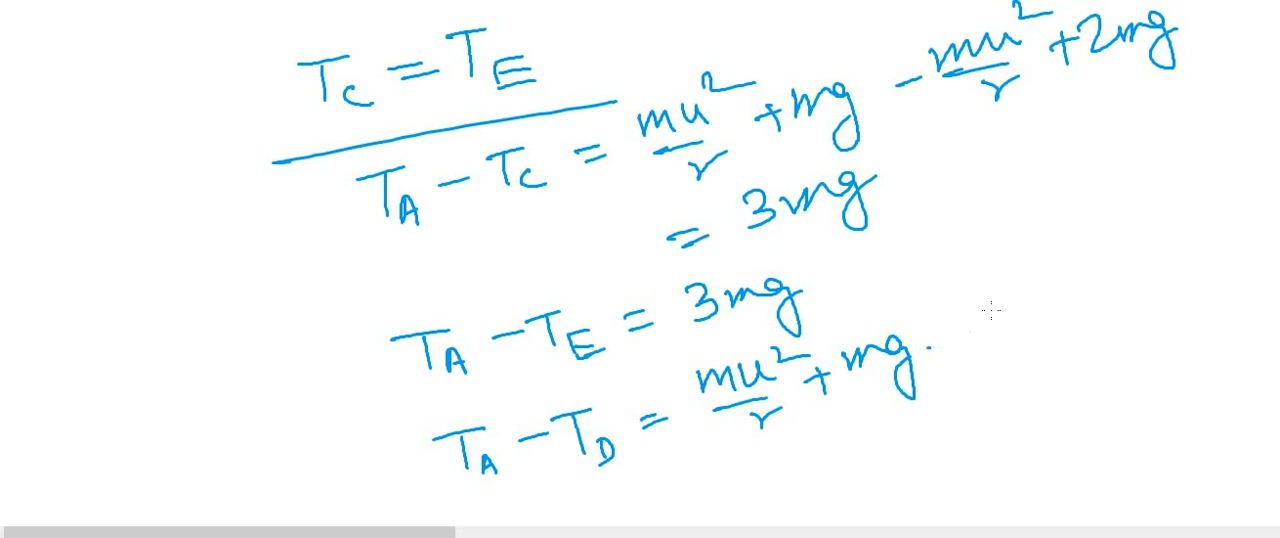 T_C = T_E
T_A - T_C = mu²/r + mg - mu²/r + 2mg
= 3mg
T_A - T_E = 3mg
T_A - T_D = mu²/r + mg.